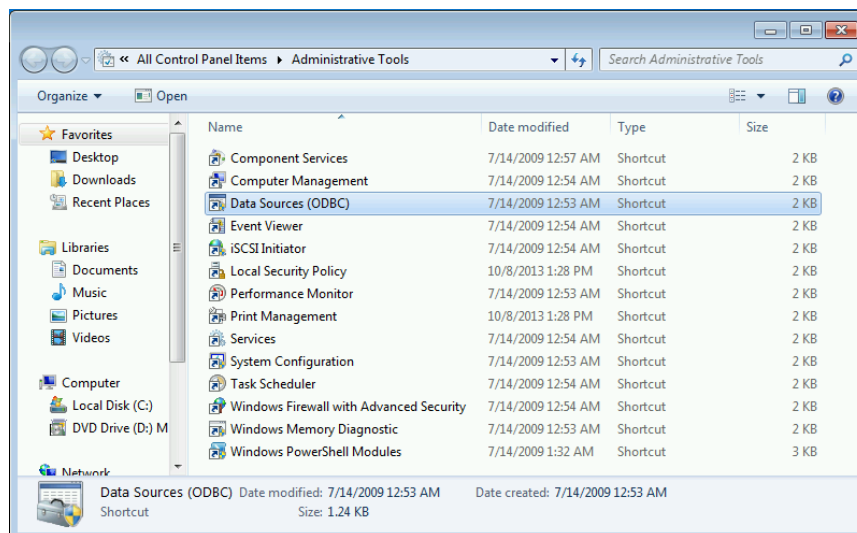 « All Control Panel Items ▸ Administrative Tools
Search Administrative Tools
Organize Open
Name Date modified Type Size
Favorites
Desktop
Downloads
Recent Places
Libraries
Documents
Music
Pictures
Videos
Computer
Local Disk (C:)
DVD Drive (D:) M
Network
Component Services 7/14/2009 12:57 AM Shortcut 2 KB
Computer Management 7/14/2009 12:54 AM Shortcut 2 KB
Data Sources (ODBC) 7/14/2009 12:53 AM Shortcut 2 KB
Event Viewer 7/14/2009 12:54 AM Shortcut 2 KB
iSCSI Initiator 7/14/2009 12:54 AM Shortcut 2 KB
Local Security Policy 10/8/2013 1:28 PM Shortcut 2 KB
Performance Monitor 7/14/2009 12:53 AM Shortcut 2 KB
Print Management 10/8/2013 1:28 PM Shortcut 2 KB
Services 7/14/2009 12:54 AM Shortcut 2 KB
System Configuration 7/14/2009 12:53 AM Shortcut 2 KB
Task Scheduler 7/14/2009 12:54 AM Shortcut 2 KB
Windows Firewall with Advanced Security 7/14/2009 12:54 AM Shortcut 2 KB
Windows Memory Diagnostic 7/14/2009 12:53 AM Shortcut 2 KB
Windows PowerShell Modules 7/14/2009 1:32 AM Shortcut 3 KB
Data Sources (ODBC) Date modified: 7/14/2009 12:53 AM Date created: 7/14/2009 12:53 AM
Shortcut Size: 1.24 KB